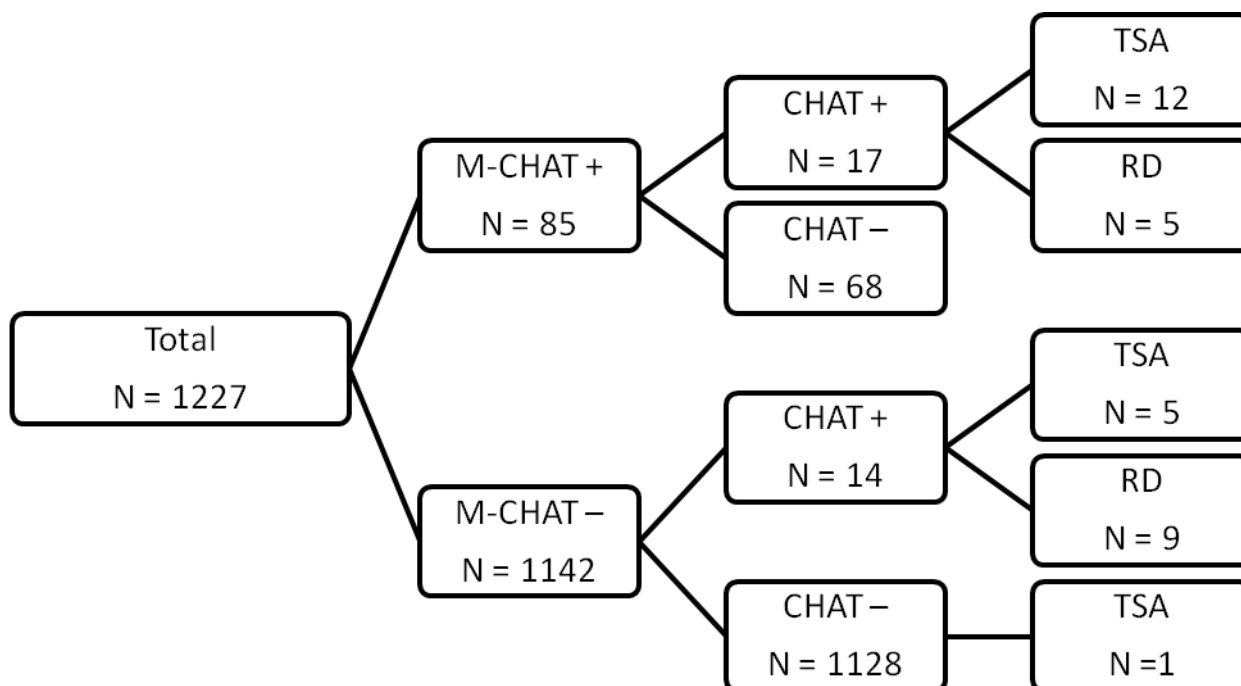 Total
N = 1227
M-CHAT +
N = 85
M-CHAT –
N = 1142
CHAT +
N = 17
CHAT –
N = 68
CHAT +
N = 14
CHAT –
N = 1128
TSA
N = 12
RD
N = 5
TSA
N = 5
RD
N = 9
TSA
N =1